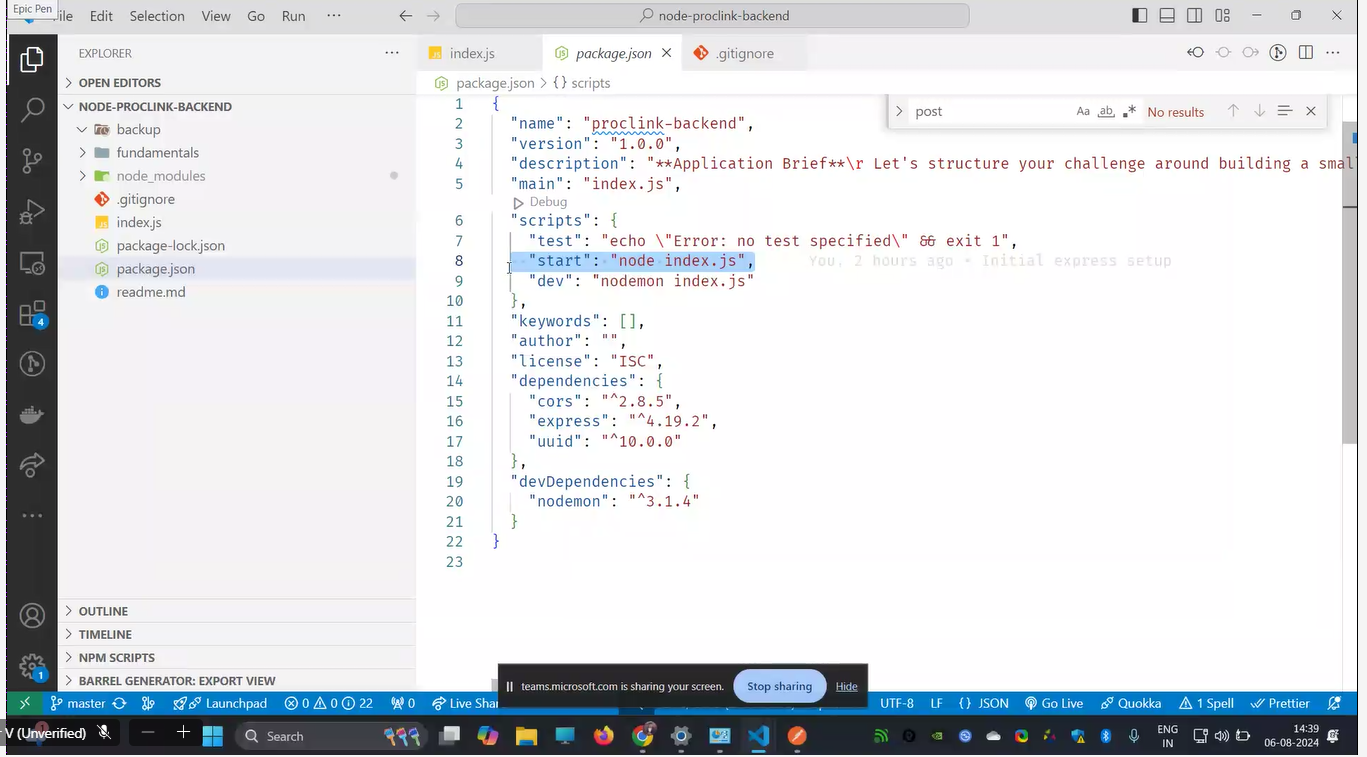 Epic Pen
File Edit Selection View Go Run ···
node-proclink-backend
EXPLORER
OPEN EDITORS
NODE-PROCLINK-BACKEND
backup
fundamentals
node_modules
.gitignore
index.js
package-lock.json
package.json
readme.md
OUTLINE
TIMELINE
NPM SCRIPTS
BARREL GENERATOR: EXPORT VIEW
index.js
package.json
.gitignore
package.json > {} scripts
post
Aa ab .* No results
1 {
2 "name": "proclink-backend",
3 "version": "1.0.0",
4 "description": "**Application Brief**\r Let's structure your challenge around building a smal
5 "main": "index.js",
Debug
6 "scripts": {
7 "test": "echo \"Error: no test specified\" && exit 1",
8 "start": "node index.js", You, 2 hours ago • Initial express setup
9 "dev": "nodemon index.js"
10 },
11 "keywords": [],
12 "author": "",
13 "license": "ISC",
14 "dependencies": {
15 "cors": "^2.8.5",
16 "express": "^4.19.2",
17 "uuid": "^10.0.0"
18 },
19 "devDependencies": {
20 "nodemon": "^3.1.4"
21 }
22 }
23
4
1
teams.microsoft.com is sharing your screen. Stop sharing Hide
master Launchpad 0 0 22 0 Live Shar UTF-8 LF {} JSON Go Live Quokka 1 Spell Prettier
V (Unverified)
Search
ENG
IN
14:39
06-08-2024